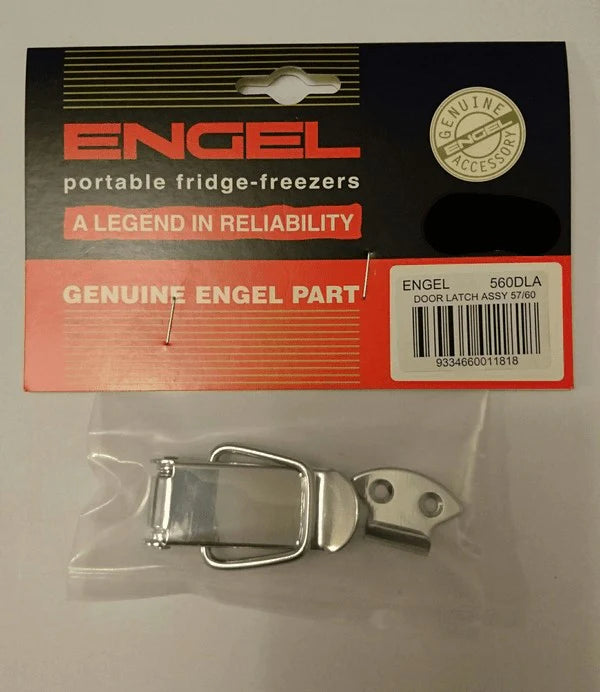 ENGEL
portable fridge-freezers
A LEGEND IN RELIABILITY
GENUINE ENGEL PART
GENUINE
ENGEL
ACCESSORY
ENGEL 560DLA
DOOR LATCH ASSY 57/60
9334660011818